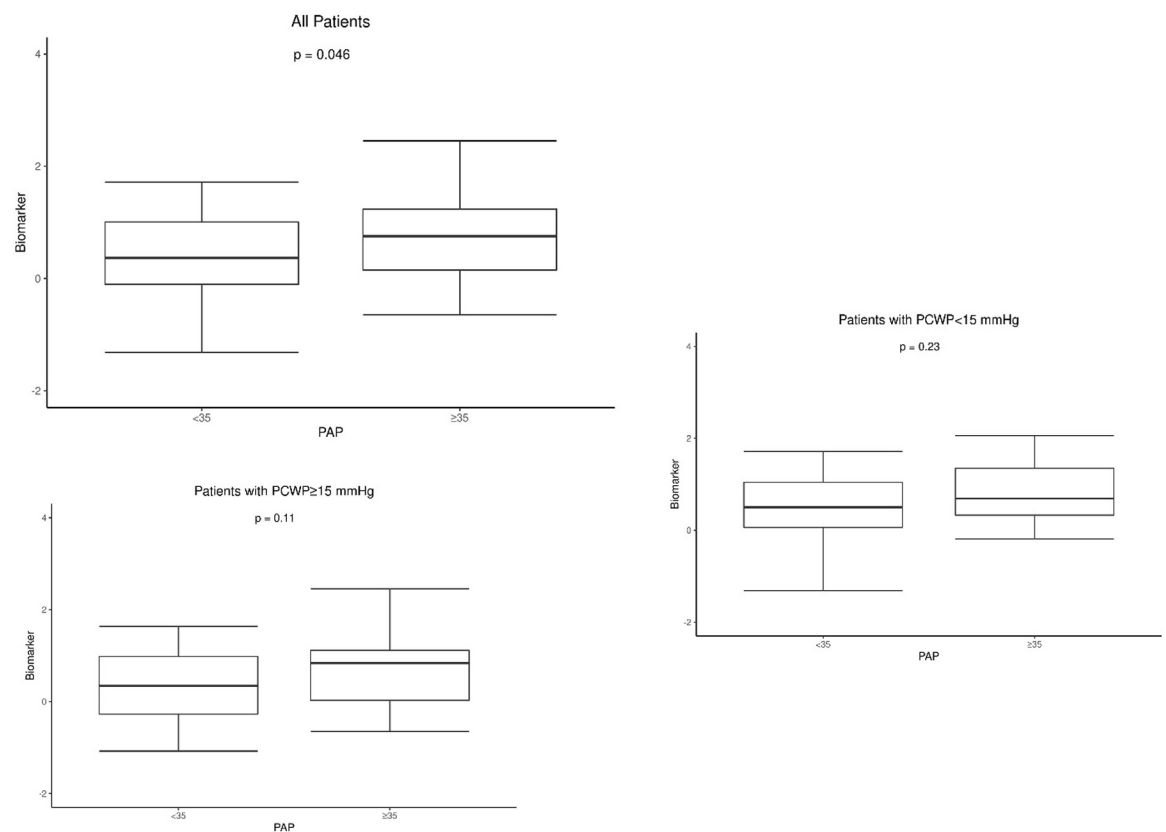 All Patients
p = 0.046
4
2
0
-2
Biomarker
<35
≥35
PAP
Patients with PCWP<15 mmHg
p = 0.23
4
2
0
-2
Biomarker
<35
≥35
PAP
Patients with PCWP≥15 mmHg
p = 0.11
4
2
0
-2
Biomarker
<35
≥35
PAP